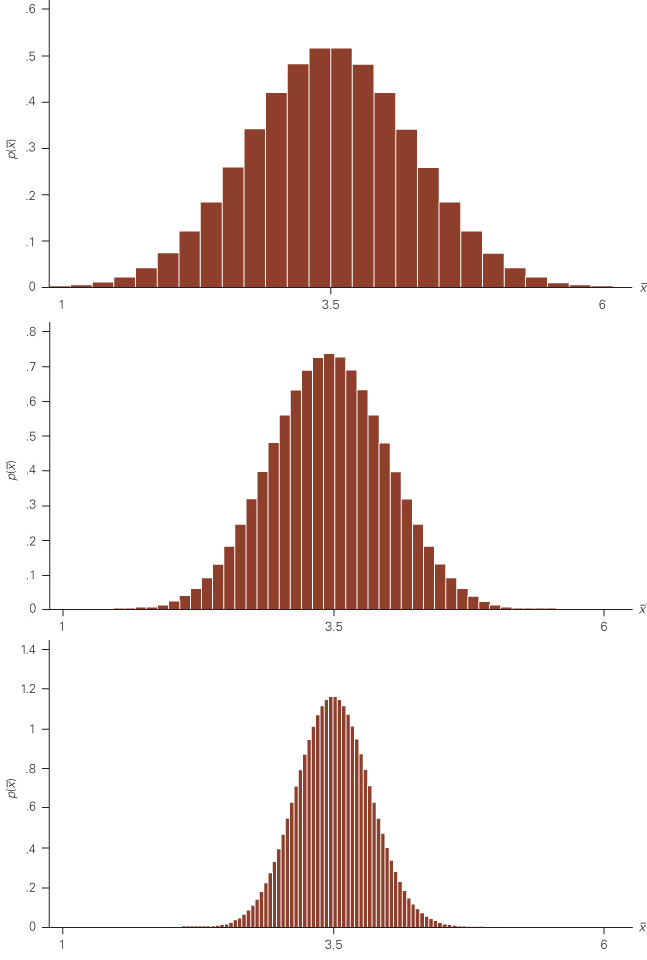 .6
.5
.4
p(x̅)
.3
.2
.1
0
x̅
1 3.5 6
.8
.7
.6
.5
p(x̅)
.4
.3
.2
.1
0
x̅
1 3.5 6
1.4
1.2
1
.8
p(x̅)
.6
.4
.2
0
x̅
1 3.5 6